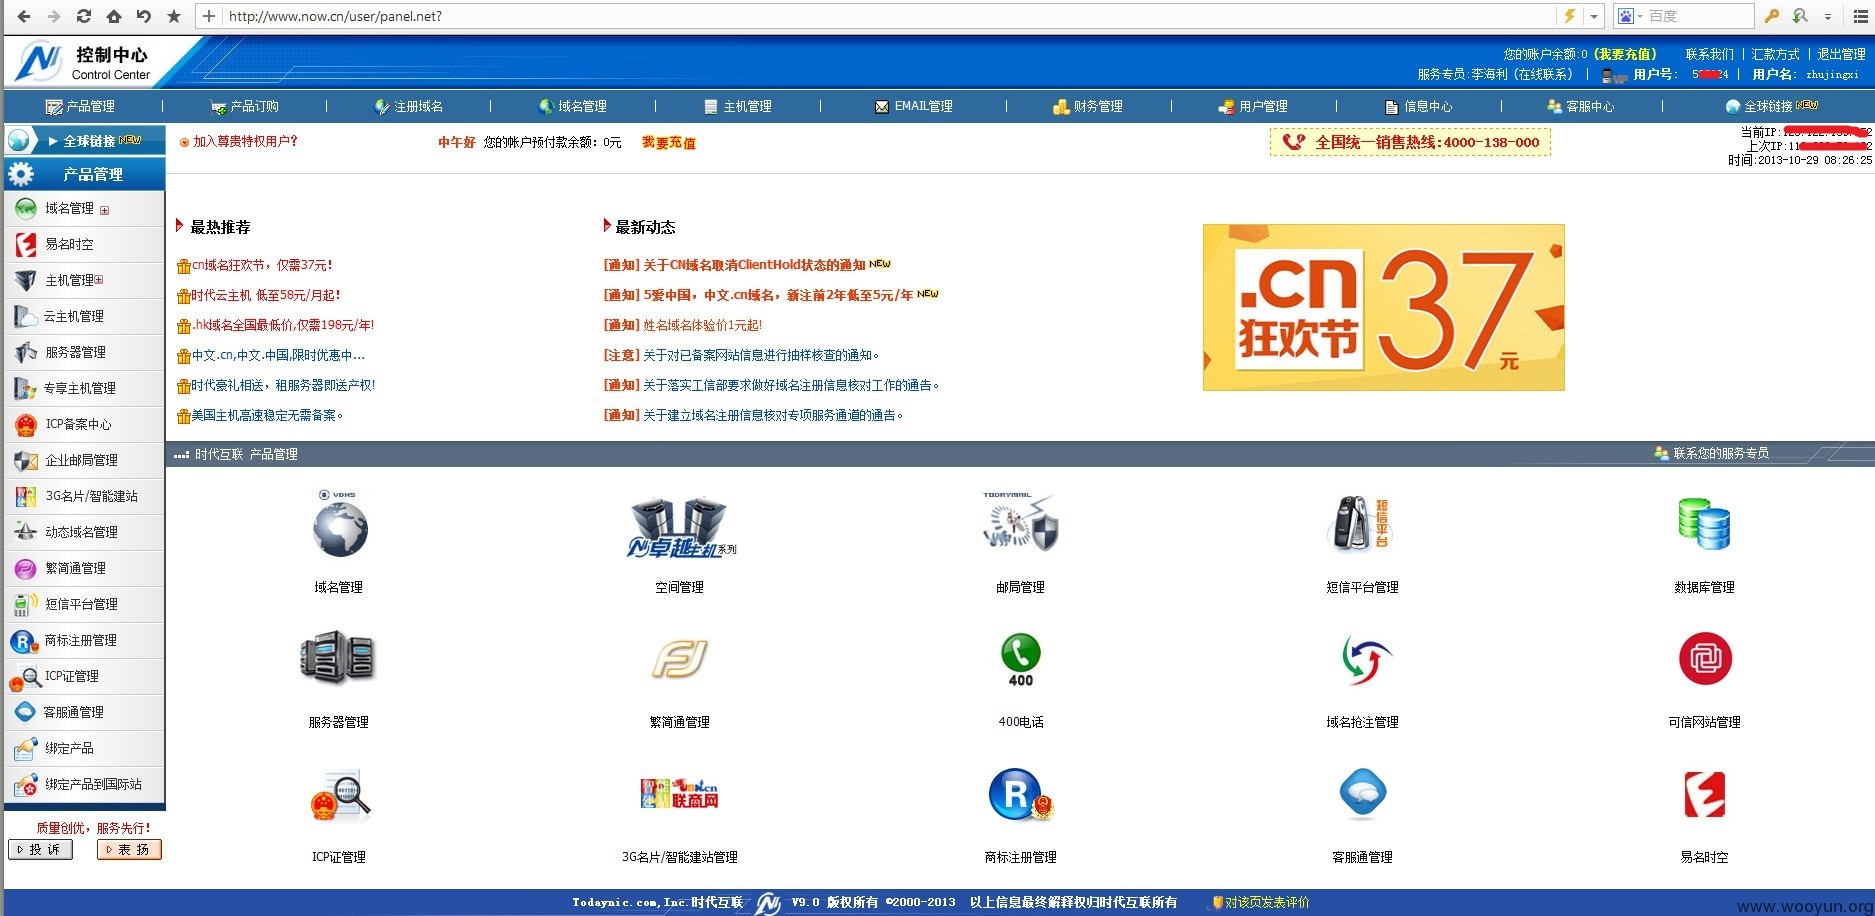 http://www.now.cn/user/panel.net?
百度
控制中心
Control Center
您的账户余额:0 (我要充值) 联系我们 | 汇款方式 | 退出管理
服务专员:李海利 (在线联系) | 用户号: | 用户名: zhujingxi
产品管理 | 产品订购 | 注册域名 | 域名管理 | 主机管理 | EMAIL管理 | 财务管理 | 用户管理 | 信息中心 | 客服中心 | 全球链接 NEW
全球链接 NEW
加入尊贵特权用户?
中午好 您的账户预付款余额: 0元 我要充值
全国统一销售热线:4000-138-000
当前IP:
上次IP:
时间:2013-10-29 08:26:25
产品管理
域名管理
易名时空
主机管理
云主机管理
服务器管理
专享主机管理
ICP备案中心
企业邮局管理
3G名片/智能建站
动态域名管理
繁简通管理
短信平台管理
商标注册管理
ICP证管理
客服通管理
绑定产品
绑定产品到国际站
质量创优，服务先行!
投 诉
表 扬
最热推荐
cn域名狂欢节，仅需37元!
时代云主机 低至58元/月起!
.hk域名全国最低价,仅需198元/年!
中文.cn,中文.中国,限时优惠中...
时代豪礼相送，租服务器即送产权!
美国主机高速稳定无需备案。
最新动态
[通知] 关于CN域名取消ClientHold状态的通知 NEW
[通知] 5爱中国，中文.cn域名，新注前2年低至5元/年 NEW
[通知] 姓名域名体验价1元起!
[注意] 关于对已备案网站信息进行抽样核查的通知。
[通知] 关于落实工信部要求做好域名注册信息核对工作的通告。
[通知] 关于建立域名注册信息核对专项服务通道的通告。
.cn
狂欢节
37元
时代互联 产品管理
联系您的服务专员
VDNS
卓越主机系列
TODAYMAIL
短信平台
域名管理
空间管理
邮局管理
短信平台管理
数据库管理
400
服务器管理
繁简通管理
400电话
域名抢注管理
可信网站管理
联商网
R
ICP证管理
3G名片/智能建站管理
商标注册管理
客服通管理
易名时空
Todaynic.com,Inc.时代互联 V9.0 版权所有 ©2000-2013 以上信息最终解释权归时代互联所有 对该页发表评价
www.wooyun.org